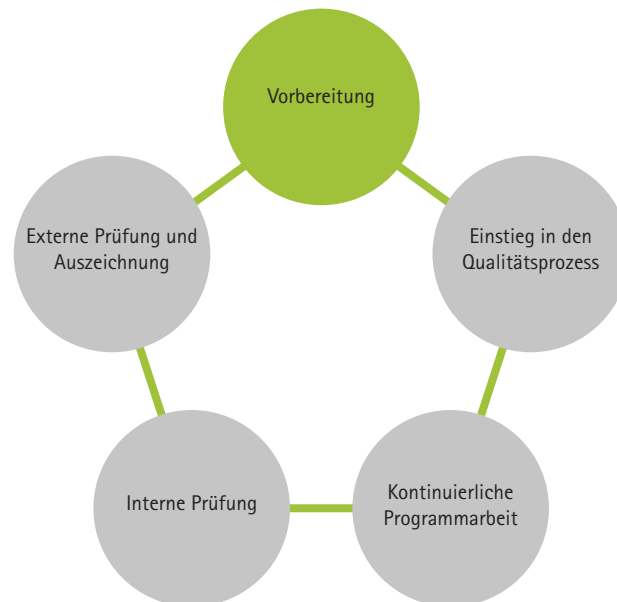 Vorbereitung
Einstieg in den
Qualitätsprozess
Kontinuierliche
Programmarbeit
Interne Prüfung
Externe Prüfung und
Auszeichnung